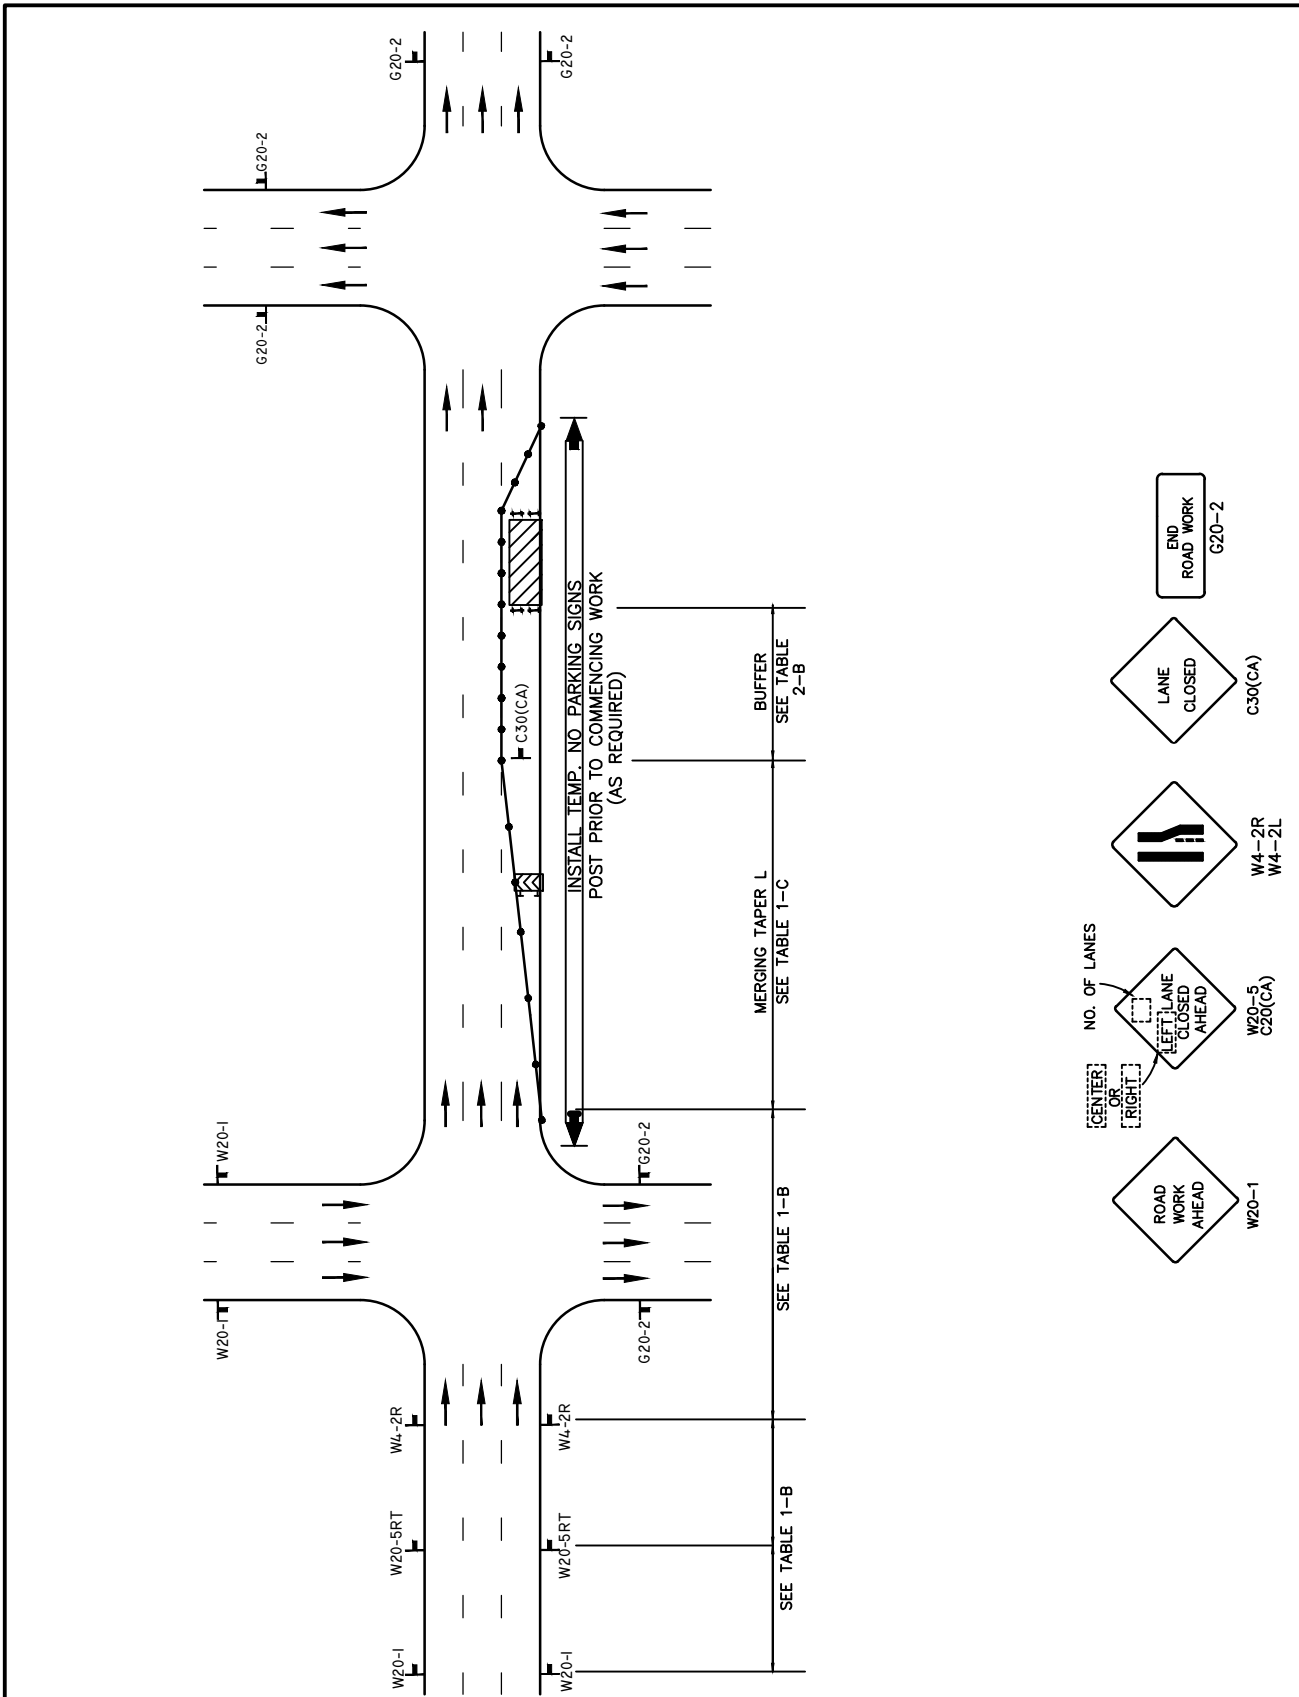 G20-2
G20-2
G20-2
G20-2
C30(CA)
INSTALL TEMP. NO PARKING SIGNS
POST PRIOR TO COMMENCING WORK
(AS REQUIRED)
BUFFER
SEE TABLE
2-B
MERGING TAPER L
SEE TABLE 1-C
W20-1
G20-2
W20-1
G20-2
SEE TABLE 1-B
W4-2R
W4-2R
W20-5RT
W20-5RT
W20-1
W20-1
SEE TABLE 1-B
END
ROAD WORK
G20-2
LANE
CLOSED
C30(CA)
W4-2R
W4-2L
NO. OF LANES
LEFT LANE
CLOSED
AHEAD
CENTER
OR
RIGHT
W20-5
C20(CA)
ROAD
WORK
AHEAD
W20-1